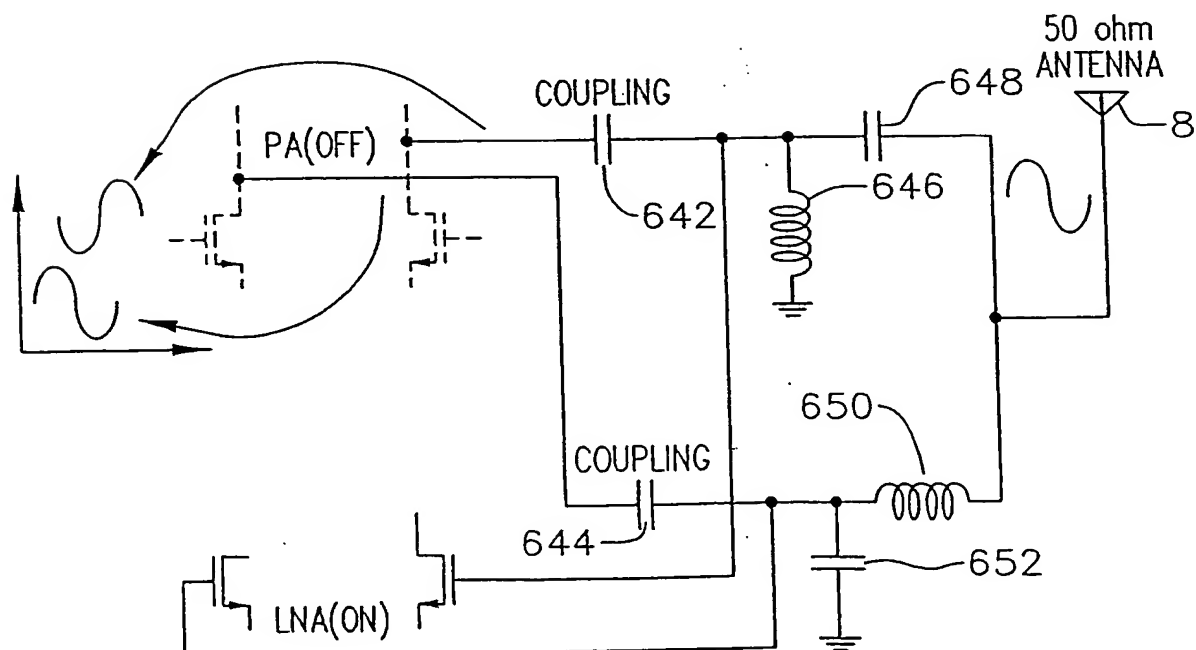 50 ohm
ANTENNA
8
COUPLING
648
PA(OFF)
642
646
650
COUPLING
644
652
LNA(ON)